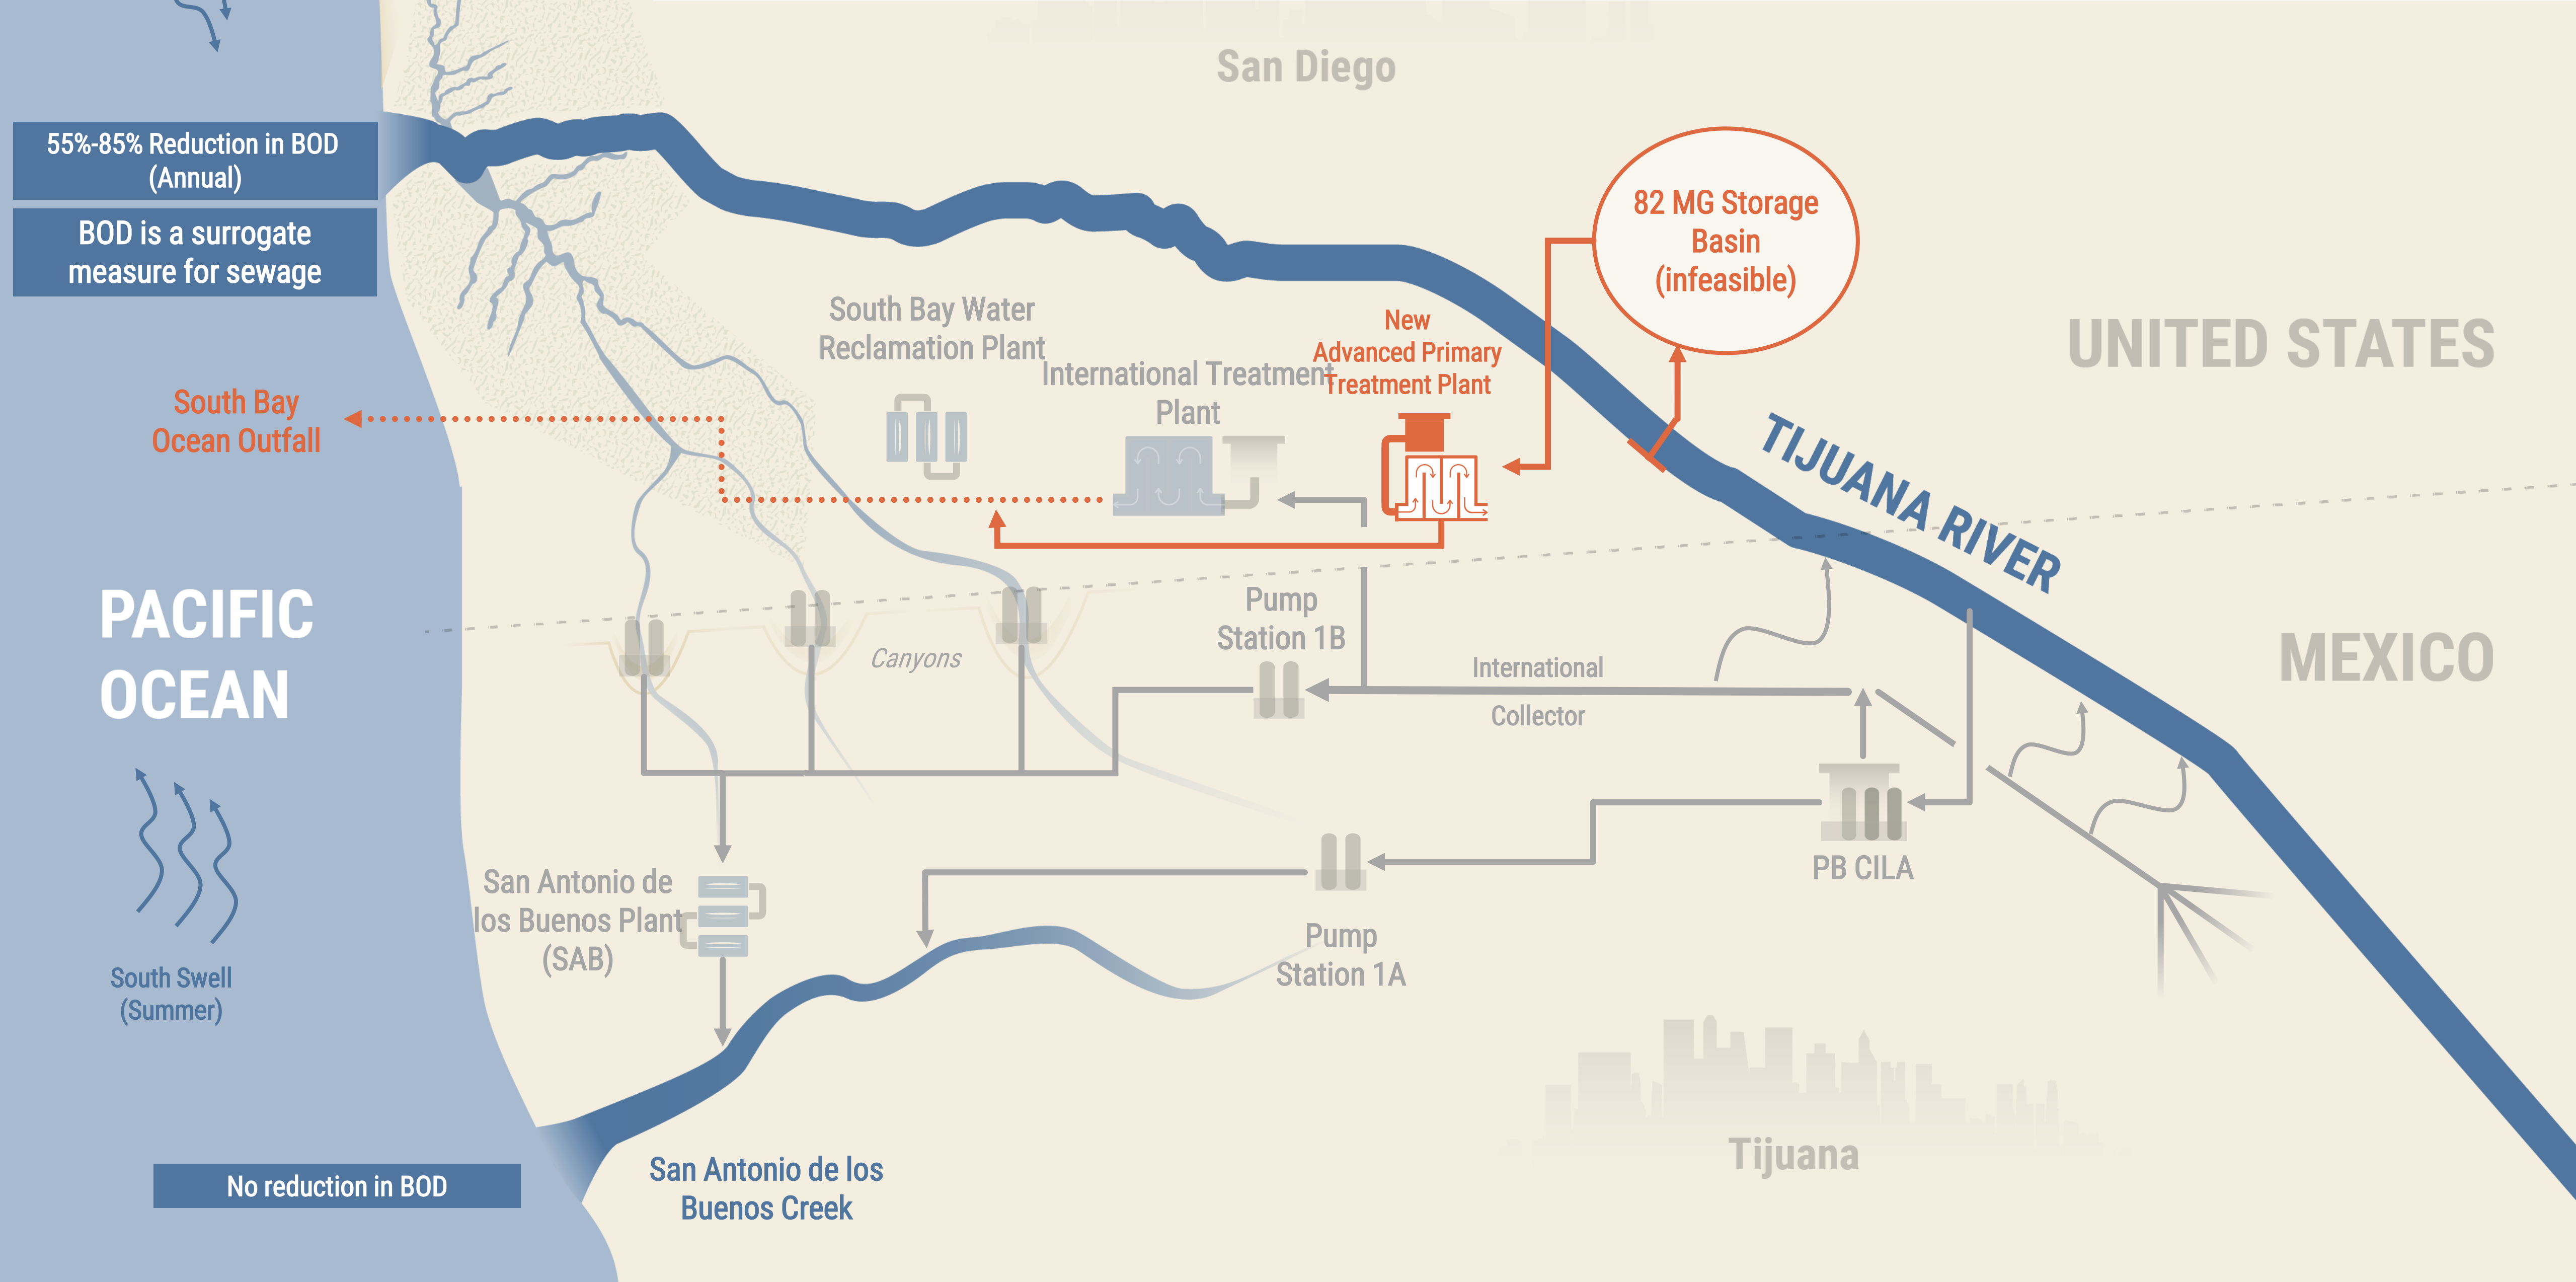 San Diego
55%-85% Reduction in BOD
(Annual)
BOD is a surrogate
measure for sewage
82 MG Storage
Basin
(infeasible)
South Bay Water
Reclamation Plant
International Treatment
Plant
New
Advanced Primary
Treatment Plant
UNITED STATES
South Bay
Ocean Outfall
TIJUANA RIVER
PACIFIC
OCEAN
Canyons
Pump
Station 1B
International
Collector
MEXICO
PB CILA
San Antonio de
los Buenos Plant
(SAB)
Pump
Station 1A
South Swell
(Summer)
Tijuana
No reduction in BOD
San Antonio de los
Buenos Creek